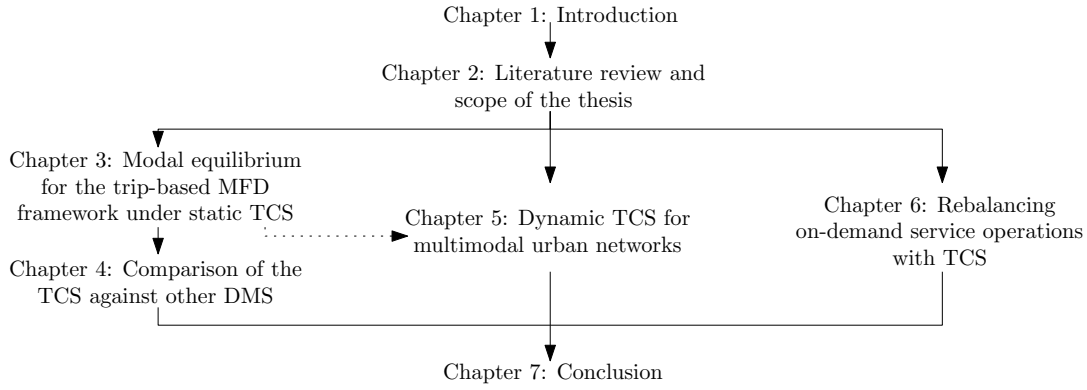 Chapter 1: Introduction
Chapter 2: Literature review and
scope of the thesis
Chapter 3: Modal equilibrium
for the trip-based MFD
framework under static TCS
Chapter 4: Comparison of the
TCS against other DMS
Chapter 5: Dynamic TCS for
multimodal urban networks
Chapter 6: Rebalancing
on-demand service operations
with TCS
Chapter 7: Conclusion